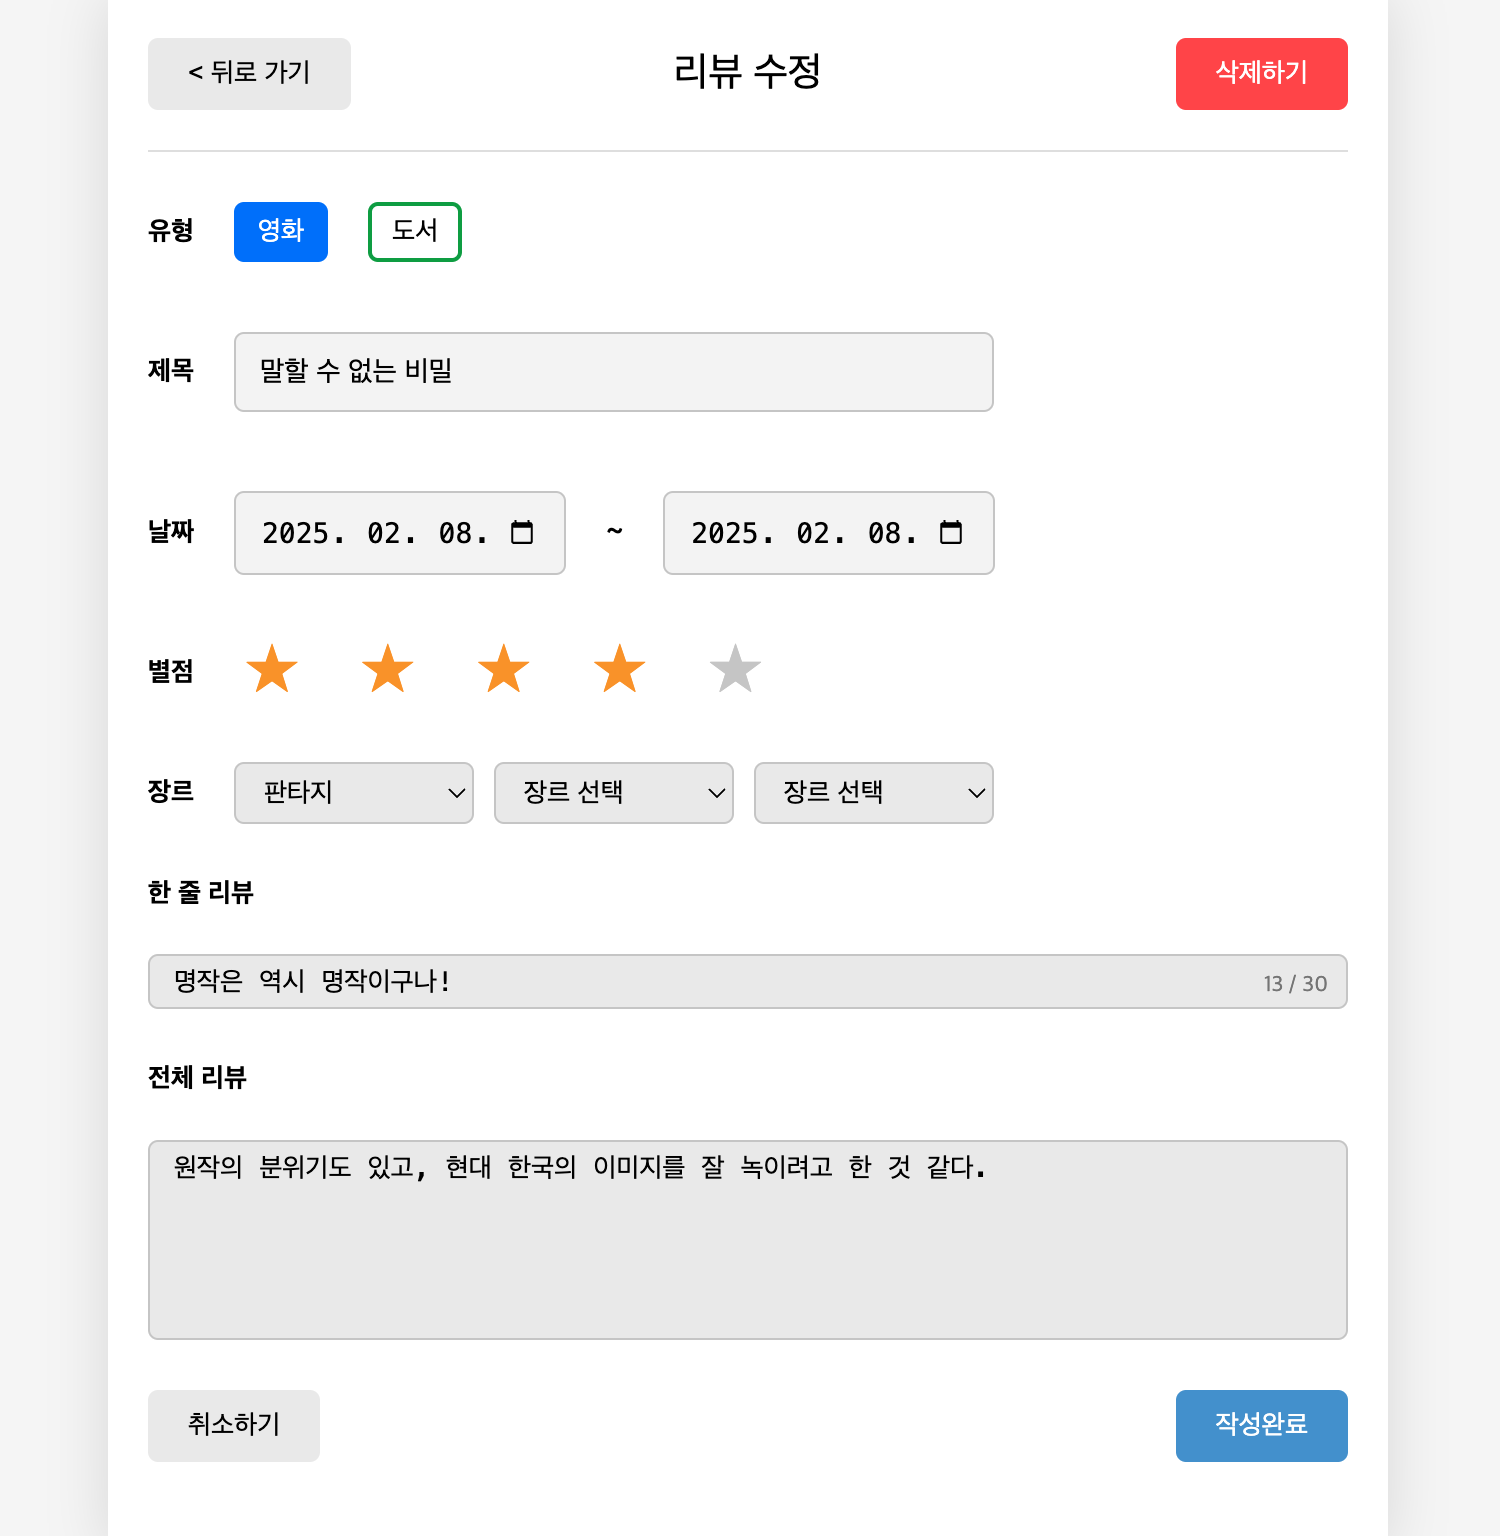 < 뒤로 가기
리뷰 수정
삭제하기
유형 영화 도서
제목 말할 수 없는 비밀
날짜 2025. 02. 08. ~ 2025. 02. 08.
별점
장르 판타지 장르 선택 장르 선택
한 줄 리뷰
명작은 역시 명작이구나!
13 / 30
전체 리뷰
원작의 분위기도 있고, 현대 한국의 이미지를 잘 녹이려고 한 것 같다.
취소하기
작성완료